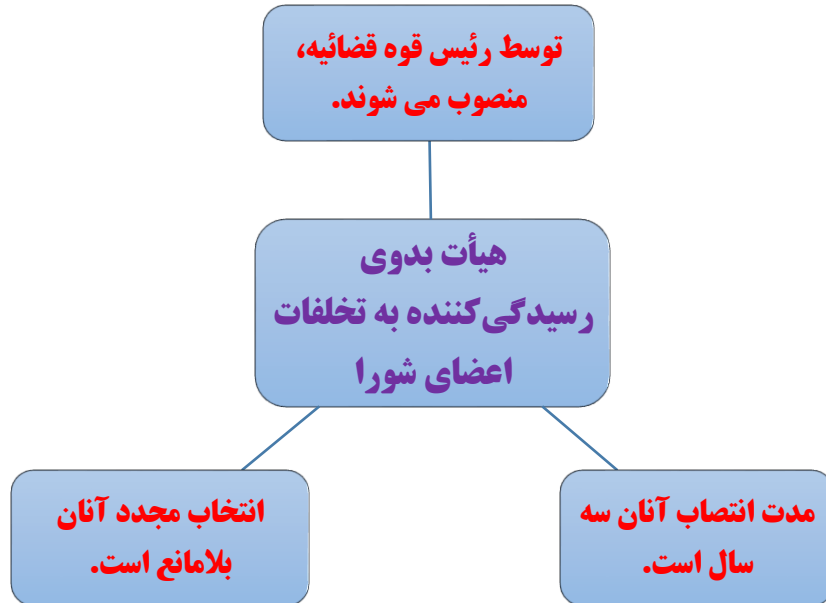 توسط رئیس قوه قضائیه،
منصوب می شوند.
هیأت بدوی
رسیدگی‌کننده به تخلفات
اعضای شورا
مدت انتصاب آنان سه
سال است.
انتخاب مجدد آنان
بلامانع است.